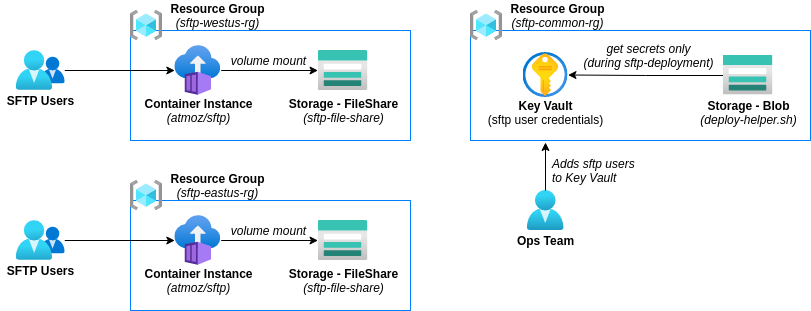 Resource Group
(sftp-westus-rg)
SFTP Users
volume mount
Container Instance
(atmoz/sftp)
Storage - FileShare
(sftp-file-share)
Resource Group
(sftp-eastus-rg)
SFTP Users
volume mount
Container Instance
(atmoz/sftp)
Storage - FileShare
(sftp-file-share)
Resource Group
(sftp-common-rg)
get secrets only
(during sftp-deployment)
Key Vault
(sftp user credentials)
Storage - Blob
(deploy-helper.sh)
Adds sftp users
to Key Vault
Ops Team